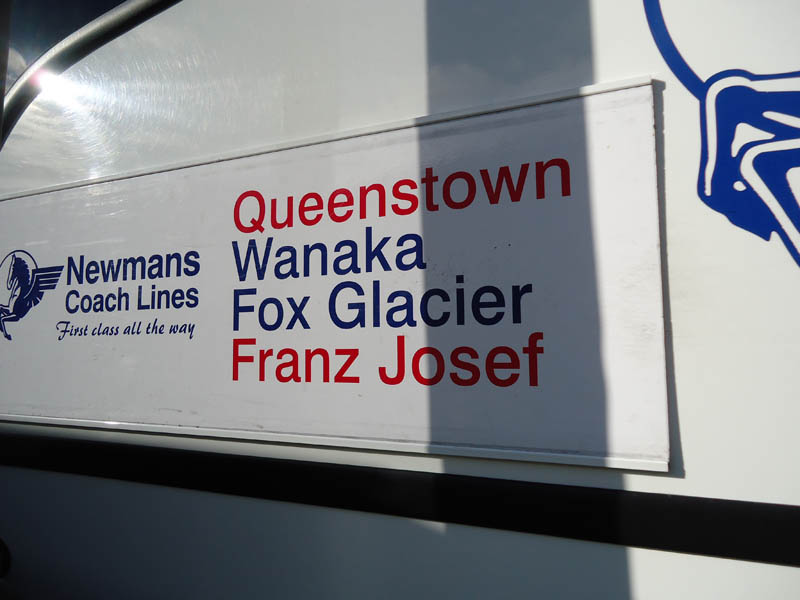 Newmans
Coach Lines
First class all the way
Queenstown
Wanaka
Fox Glacier
Franz Josef